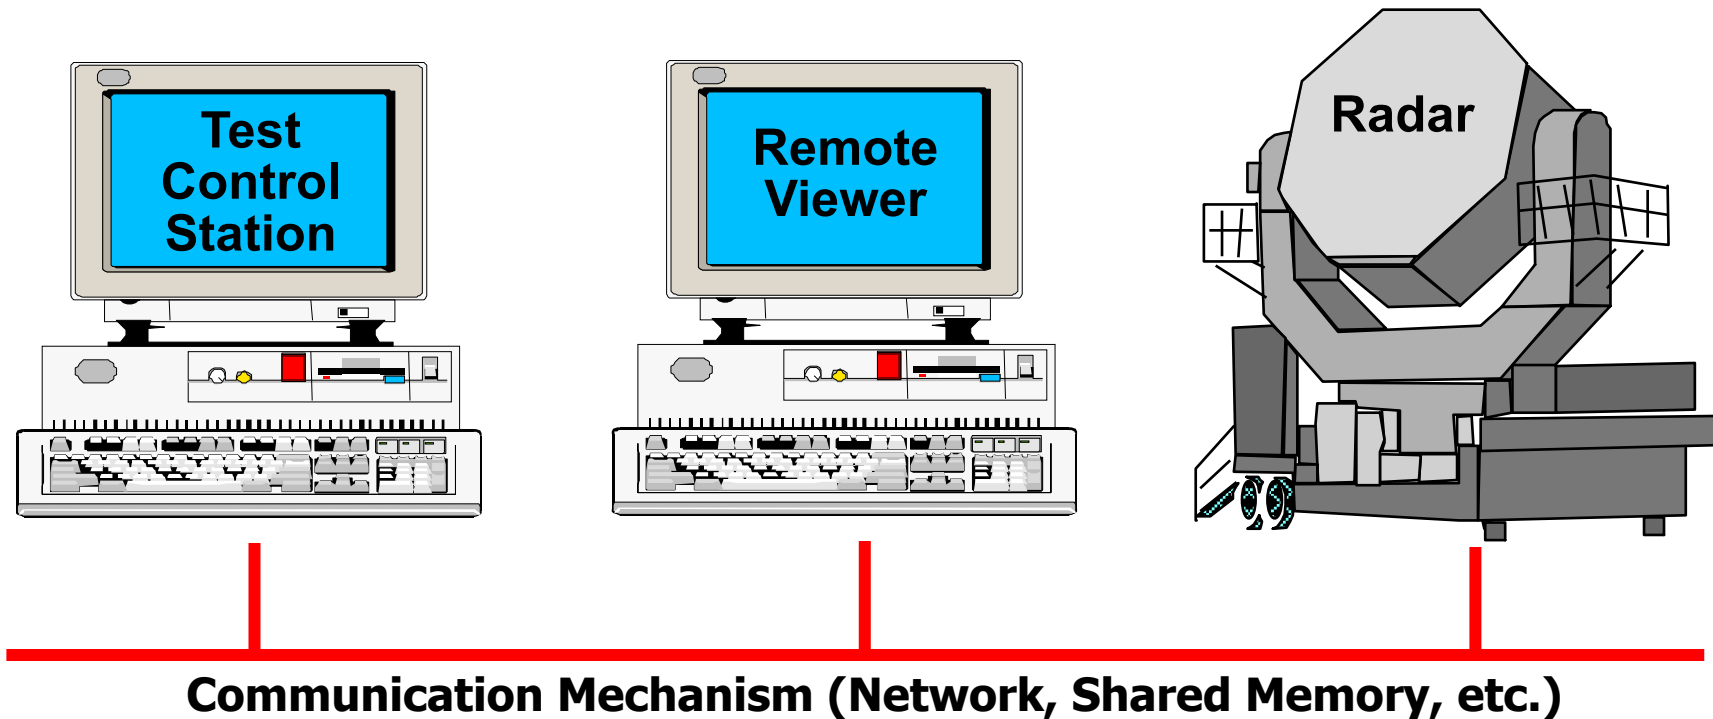 Test
Control
Station
Remote
Viewer
Radar
Communication Mechanism (Network, Shared Memory, etc.)